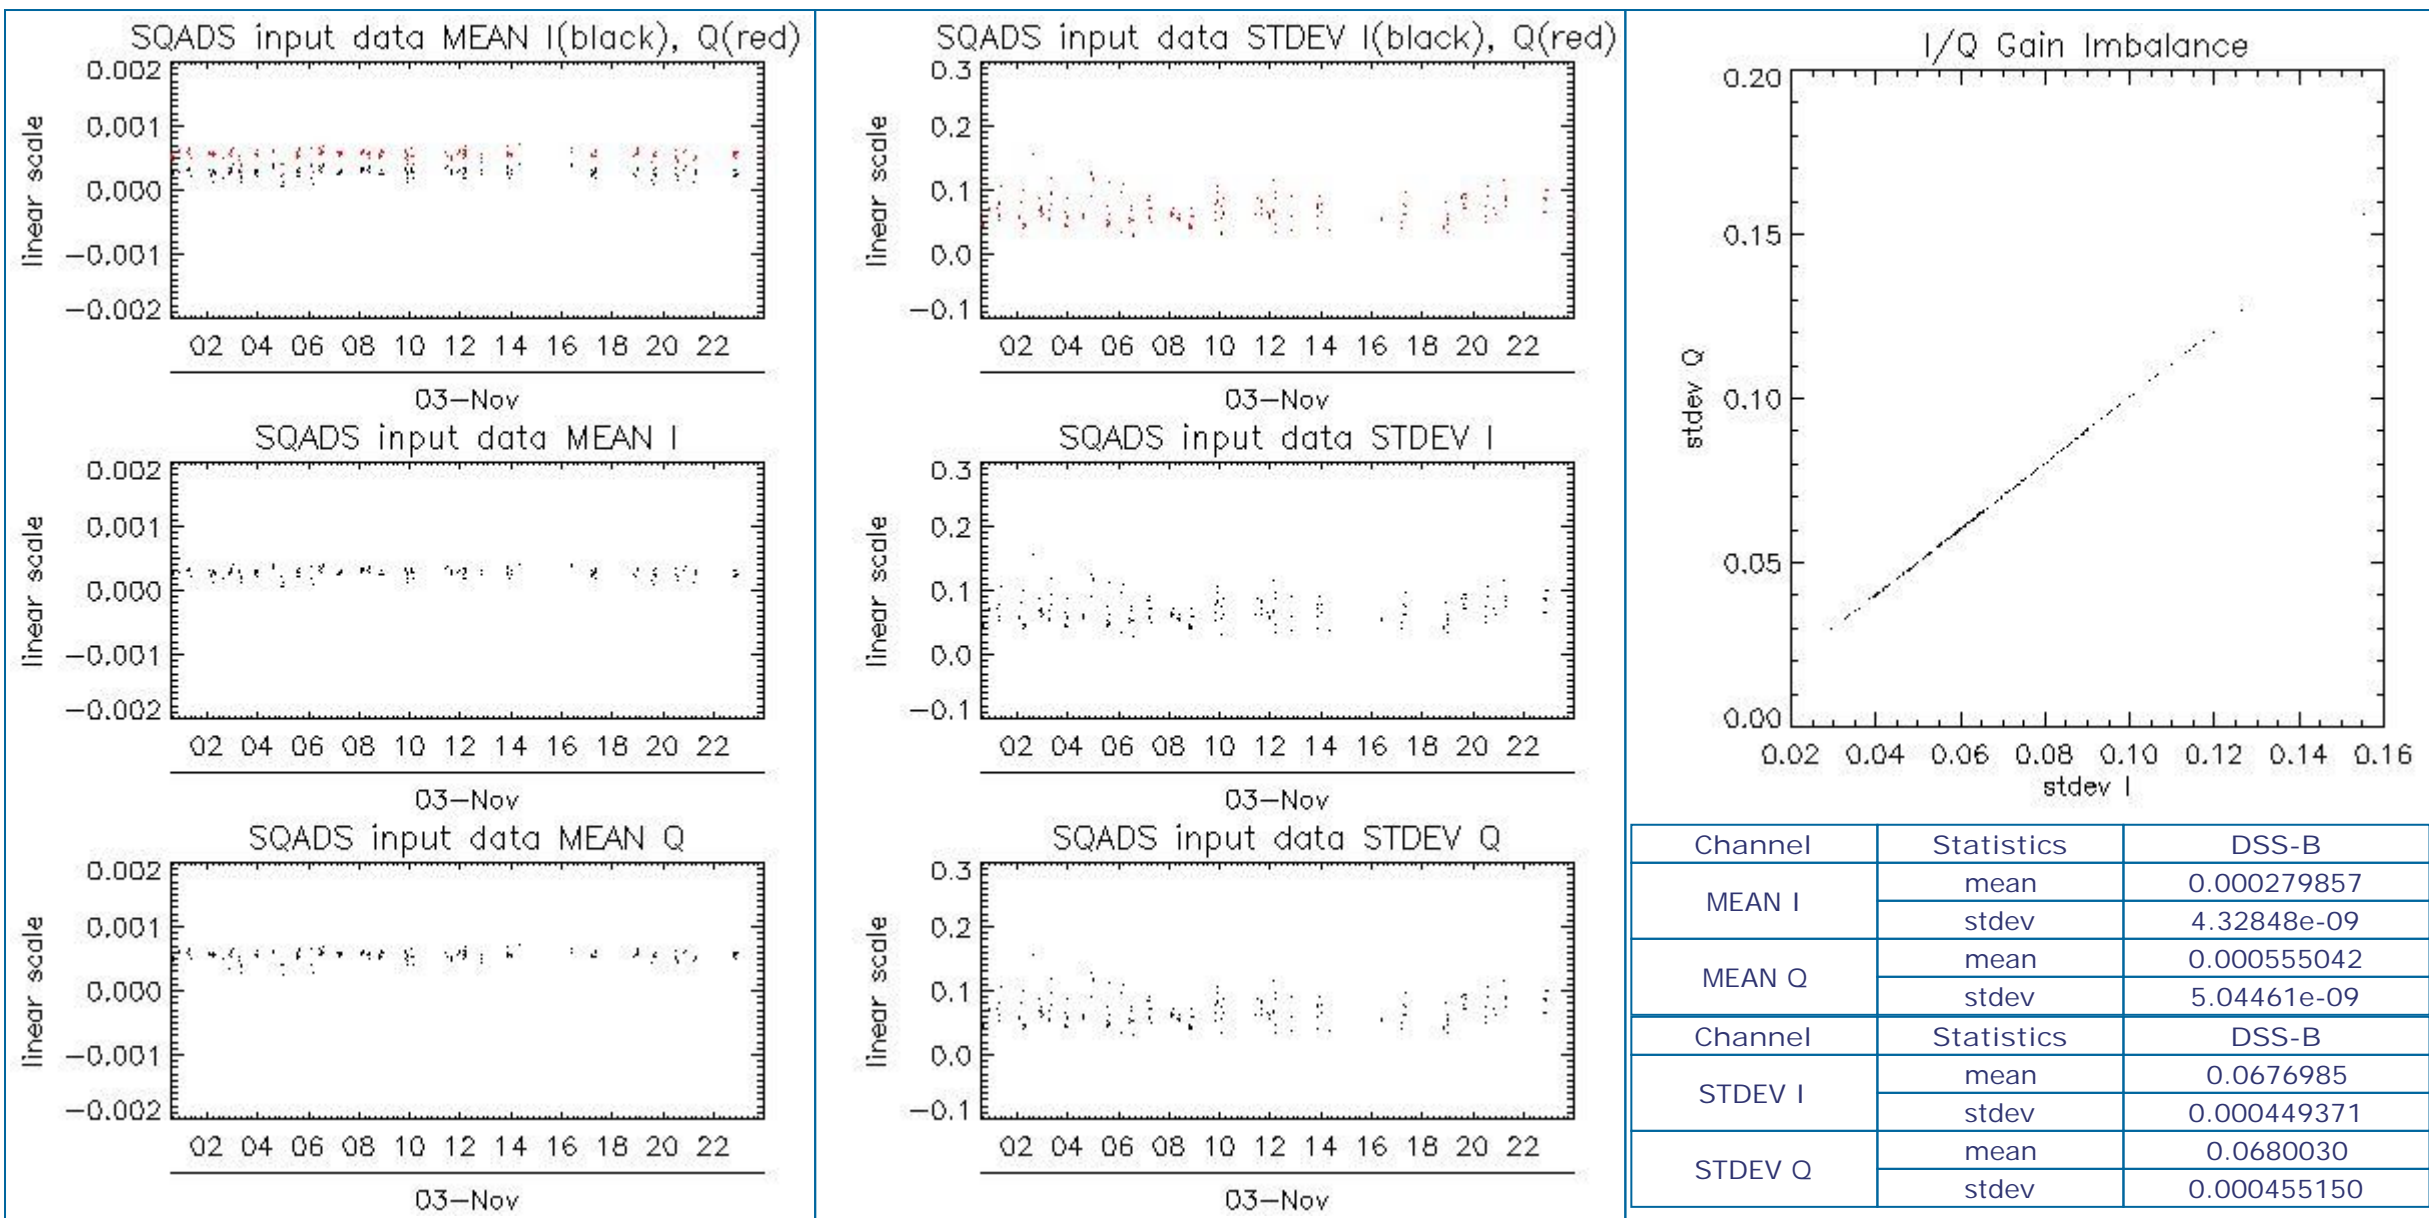 SQADS input data MEAN I(black), Q(red)
0.002
0.001
0.000
−0.001
−0.002
linear scale
02 04 06 08 10 12 14 16 18 20 22
03−Nov
SQADS input data MEAN I
0.002
0.001
0.000
−0.001
−0.002
linear scale
02 04 06 08 10 12 14 16 18 20 22
03−Nov
SQADS input data MEAN Q
0.002
0.001
0.000
−0.001
−0.002
linear scale
02 04 06 08 10 12 14 16 18 20 22
03−Nov
SQADS input data STDEV I(black), Q(red)
0.3
0.2
0.1
0.0
−0.1
linear scale
02 04 06 08 10 12 14 16 18 20 22
03−Nov
SQADS input data STDEV I
0.3
0.2
0.1
0.0
−0.1
linear scale
02 04 06 08 10 12 14 16 18 20 22
03−Nov
SQADS input data STDEV Q
0.3
0.2
0.1
0.0
−0.1
linear scale
02 04 06 08 10 12 14 16 18 20 22
03−Nov
I/Q Gain Imbalance
0.20
0.15
0.10
0.05
0.00
stdev Q
0.02 0.04 0.06 0.08 0.10 0.12 0.14 0.16
stdev I
Channel Statistics DSS-B
MEAN I mean 0.000279857
stdev 4.32848e-09
MEAN Q mean 0.000555042
stdev 5.04461e-09
Channel Statistics DSS-B
STDEV I mean 0.0676985
stdev 0.000449371
STDEV Q mean 0.0680030
stdev 0.000455150